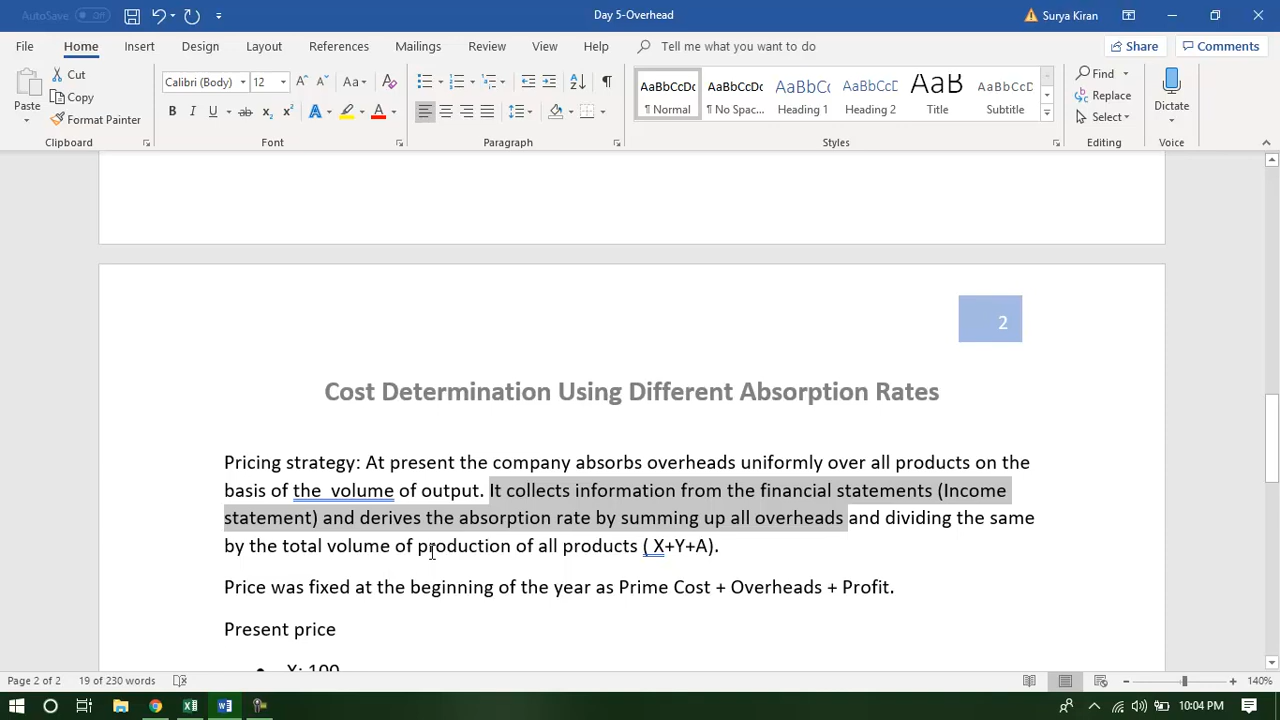 AutoSave Off Day 5-Overhead Surya Kiran
File Home Insert Design Layout References Mailings Review View Help Tell me what you want to do Share Comments
Paste Cut Copy Format Painter
Calibri (Body) 12 Aa
B I U ab x₂ x² A A
AaBbCcDc AaBbCcDc AaBbCc AaBbCcD AaB AaBbCcD
¶ Normal ¶ No Spac... Heading 1 Heading 2 Title Subtitle
Find Replace Select Dictate
Clipboard Font Paragraph Styles Editing Voice
2
Cost Determination Using Different Absorption Rates
Pricing strategy: At present the company absorbs overheads uniformly over all products on the
basis of the volume of output. It collects information from the financial statements (Income
statement) and derives the absorption rate by summing up all overheads and dividing the same
by the total volume of production of all products ( X+Y+A).
Price was fixed at the beginning of the year as Prime Cost + Overheads + Profit.
Present price
• X: 100
Page 2 of 2 19 of 230 words 140%
10:04 PM